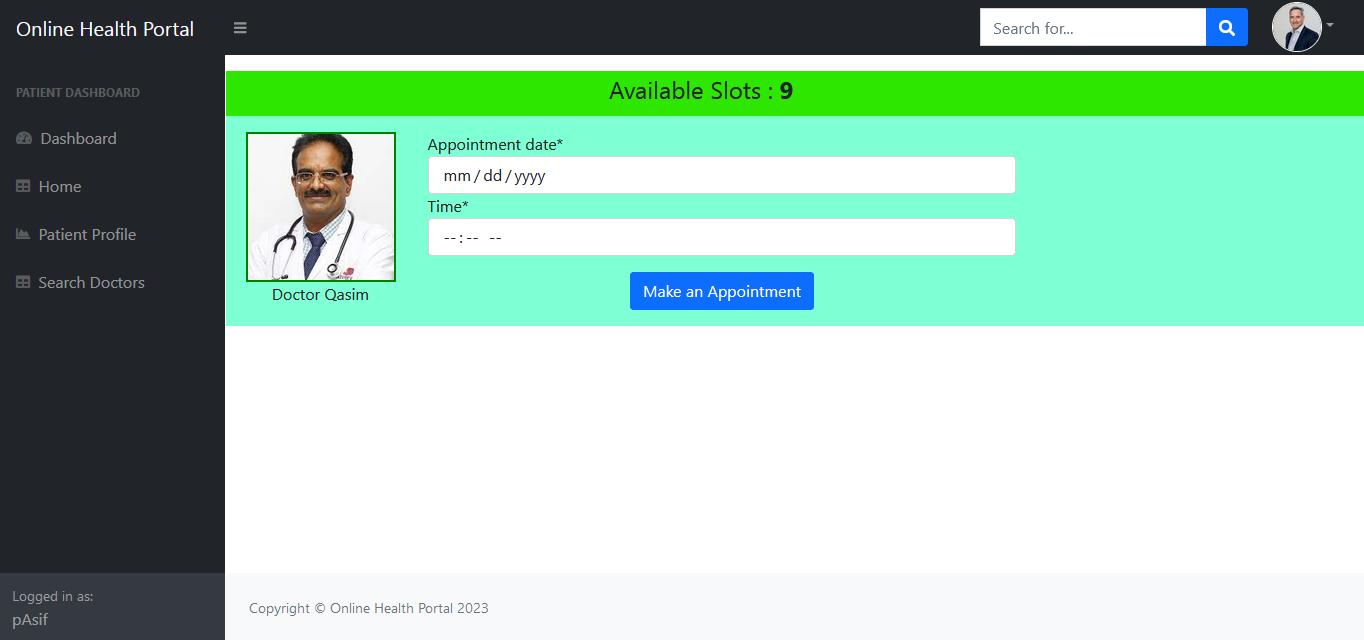 Online Health Portal
Search for...
PATIENT DASHBOARD
Dashboard
Home
Patient Profile
Search Doctors
Logged in as:
pAsif
Available Slots : 9
Doctor Qasim
Appointment date*
mm/dd/yyyy
Time*
--:-- --
Make an Appointment
Copyright © Online Health Portal 2023